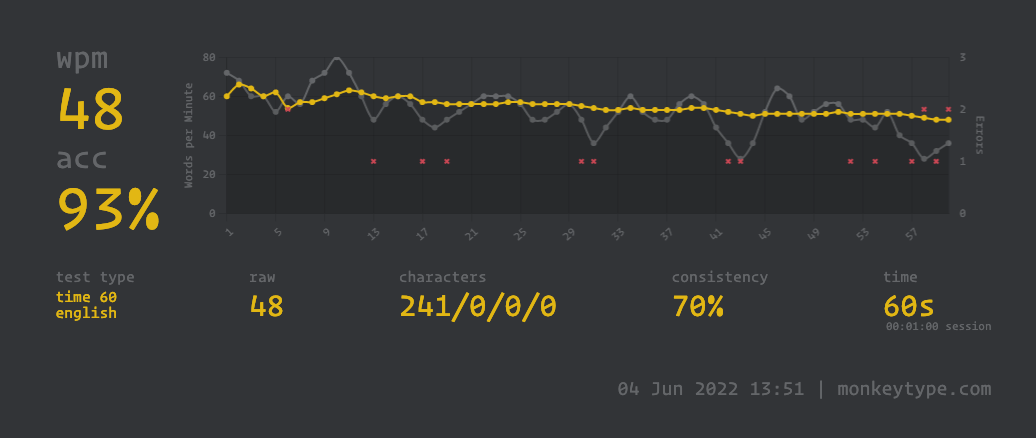 wpm
48
acc
93%
Words per Minute
80
60
40
20
0
3
2
1
0
Errors
1 5 9 13 17 21 25 29 33 37 41 45 49 53 57
test type
time 60
english
raw
48
characters
241/0/0/0
consistency
70%
time
60s
00:01:00 session
04 Jun 2022 13:51 | monkeytype.com